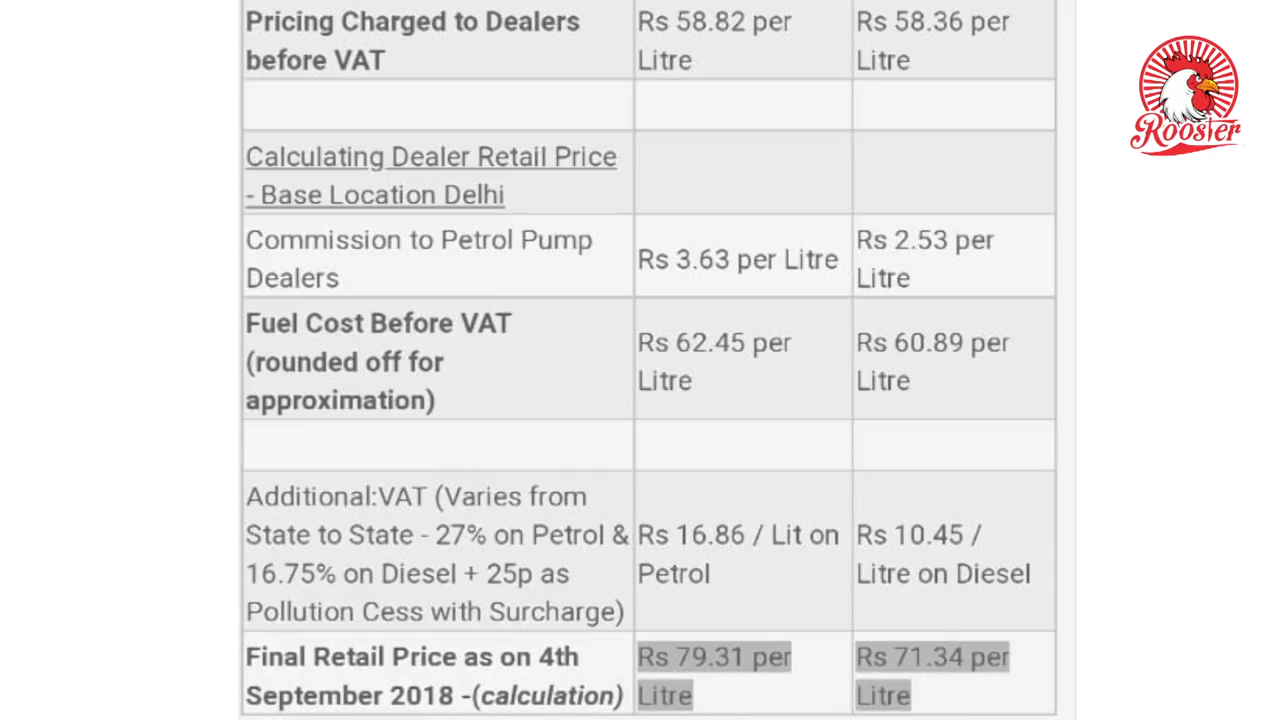 Pricing Charged to Dealers
before VAT
Rs 58.82 per
Litre
Rs 58.36 per
Litre
Calculating Dealer Retail Price
- Base Location Delhi
Commission to Petrol Pump
Dealers
Rs 3.63 per Litre
Rs 2.53 per
Litre
Fuel Cost Before VAT
(rounded off for
approximation)
Rs 62.45 per
Litre
Rs 60.89 per
Litre
Additional:VAT (Varies from
State to State - 27% on Petrol &
16.75% on Diesel + 25p as
Pollution Cess with Surcharge)
Rs 16.86 / Lit on
Petrol
Rs 10.45 /
Litre on Diesel
Final Retail Price as on 4th
September 2018 -(calculation)
Rs 79.31 per
Litre
Rs 71.34 per
Litre
Rooster